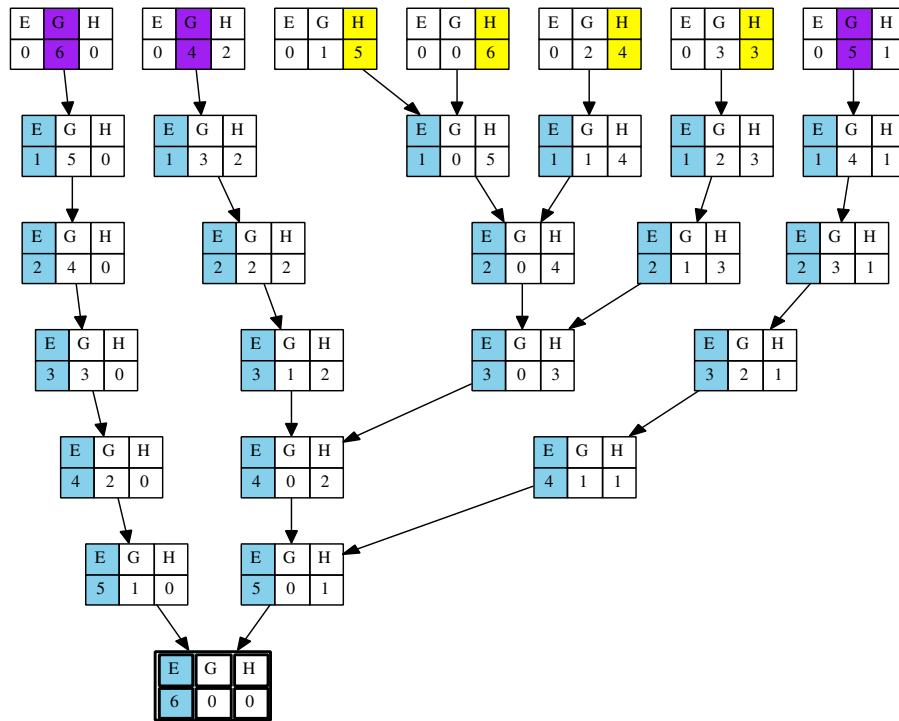 E G H E G H E G H E G H E G H E G H E G H
0 6 0 0 4 2 0 1 5 0 0 6 0 2 4 0 3 3 0 5 1
E G H E G H E G H E G H E G H E G H
1 5 0 1 3 2 1 0 5 1 1 4 1 2 3 1 4 1
E G H E G H E G H E G H E G H
2 4 0 2 2 2 2 0 4 2 1 3 2 3 1
E G H E G H E G H E G H
3 3 0 3 1 2 3 0 3 3 2 1
E G H E G H E G H
4 2 0 4 0 2 4 1 1
E G H E G H
5 1 0 5 0 1
E G H
6 0 0